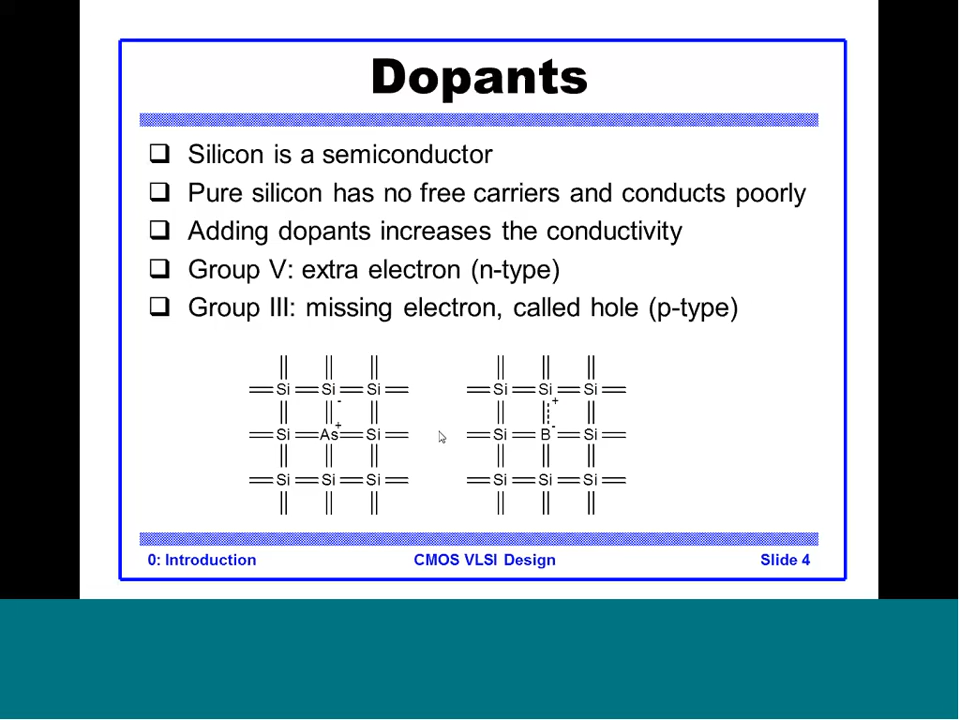 Dopants
❑ Silicon is a semiconductor
❑ Pure silicon has no free carriers and conducts poorly
❑ Adding dopants increases the conductivity
❑ Group V: extra electron (n-type)
❑ Group III: missing electron, called hole (p-type)
Si Si Si Si Si Si
- +
+ -
Si As Si Si B Si
Si Si Si Si Si Si
0: Introduction CMOS VLSI Design Slide 4